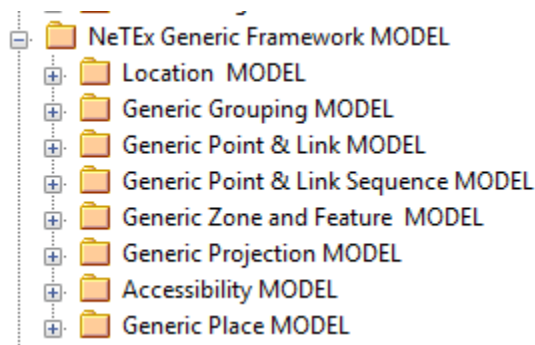 NeTEx Generic Framework MODEL
Location  MODEL
Generic Grouping MODEL
Generic Point & Link MODEL
Generic Point & Link Sequence MODEL
Generic Zone and Feature  MODEL
Generic Projection MODEL
Accessibility MODEL
Generic Place MODEL